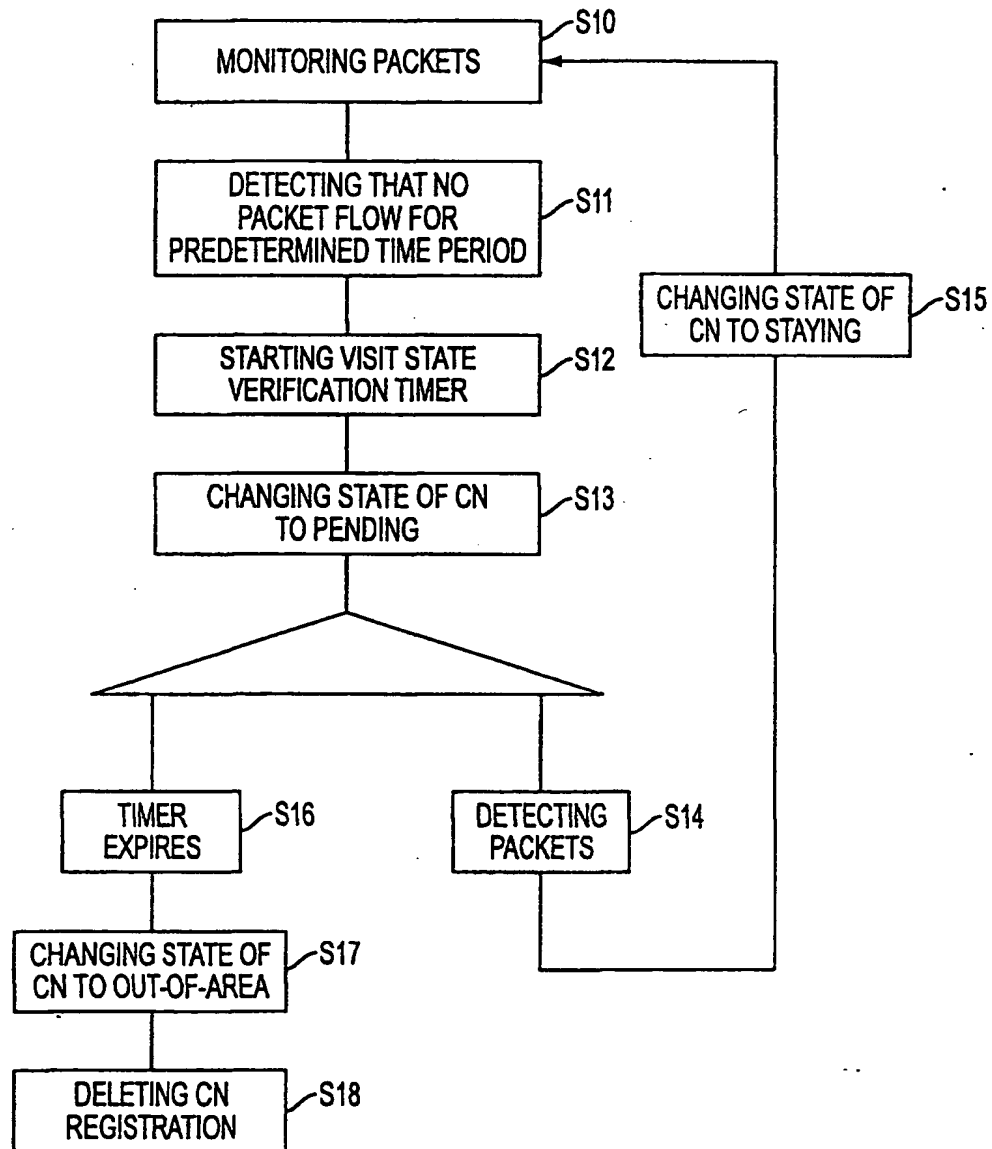 S10
MONITORING PACKETS
DETECTING THAT NO
PACKET FLOW FOR
PREDETERMINED TIME PERIOD
S11
CHANGING STATE OF
CN TO STAYING
S15
STARTING VISIT STATE
VERIFICATION TIMER
S12
CHANGING STATE OF CN
TO PENDING
S13
TIMER
EXPIRES
S16
DETECTING
PACKETS
S14
CHANGING STATE OF
CN TO OUT-OF-AREA
S17
DELETING CN
REGISTRATION
S18